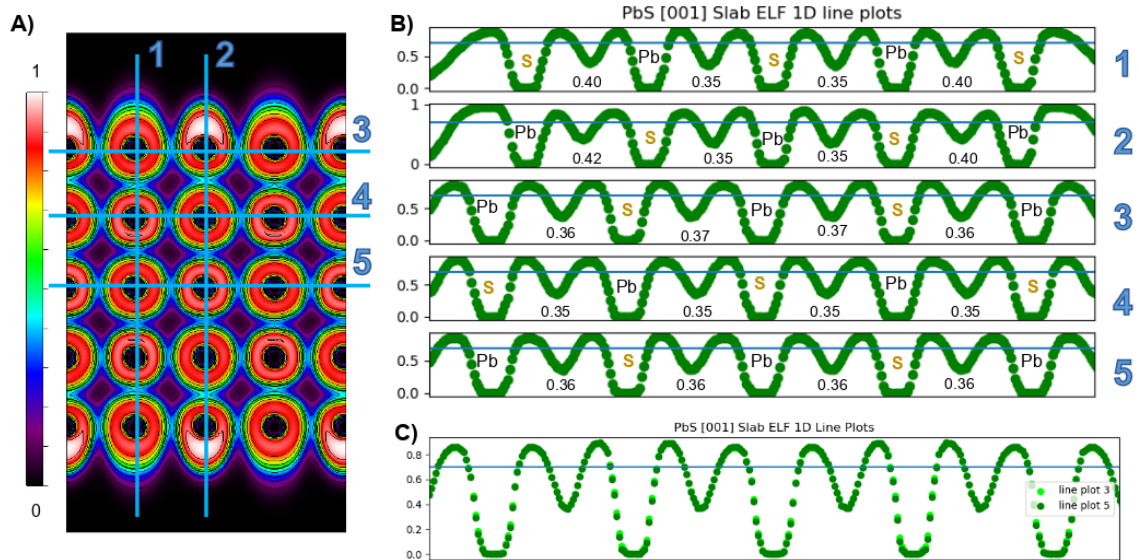 A)
1 2
1
0
3
4
5
B)
PbS [001] Slab ELF 1D line plots
0.5
0.0
S Pb S Pb S
0.40 0.35 0.35 0.40
1
1
0
Pb S Pb S Pb
0.42 0.35 0.35 0.40
2
0.5
0.0
Pb S Pb S Pb
0.36 0.37 0.37 0.36
3
0.5
0.0
S Pb S Pb S
0.35 0.35 0.35 0.35
4
0.5
0.0
Pb S Pb S Pb
0.36 0.36 0.36 0.36
5
C)
PbS [001] Slab ELF 1D Line Plots
0.8
0.6
0.4
0.2
0.0
line plot 3
line plot 5